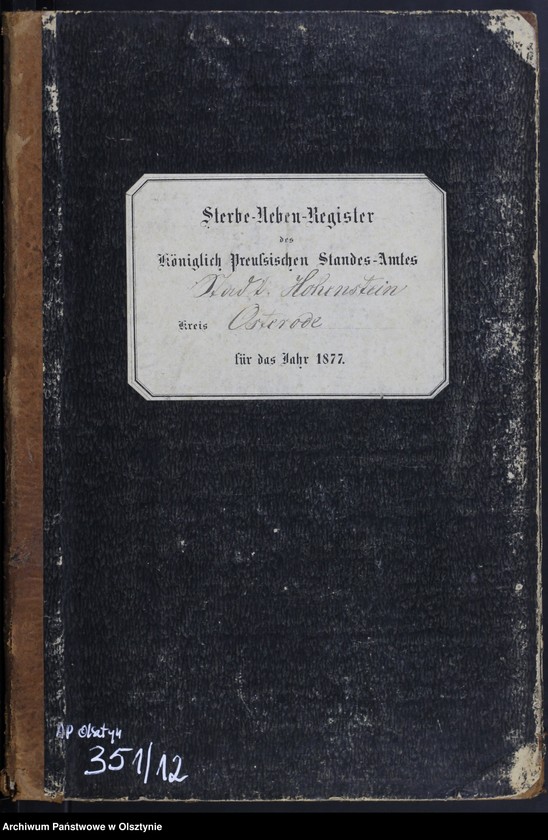 Sterbe-Neben-Register
des
Königlich Preußischen Standes-Amtes
Stadt Hohenstein
Kreis Osterode
für das Jahr 1877.
AP Olsztyn
351/12
Archiwum Państwowe w Olsztynie